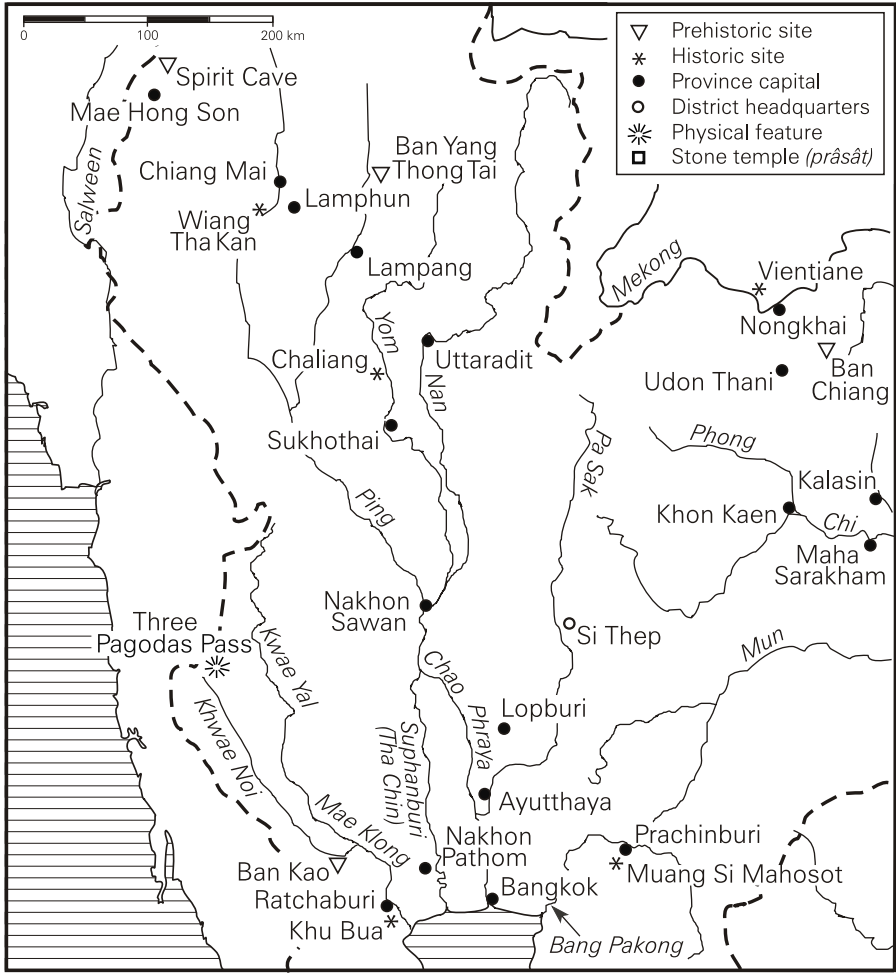 0 100 200 km
Prehistoric site
Historic site
Province capital
District headquarters
Physical feature
Stone temple (prâsât)
Spirit Cave
Mae Hong Son
Salween
Chiang Mai
Lamphun
Wiang
Tha Kan
Ban Yang
Thong Tai
Lampang
Mekong
Vientiane
Nongkhai
Ban
Chiang
Udon Thani
Yom
Chaliang
Uttaradit
Nan
Sukhothai
Pa Sak
Phong
Kalasin
Khon Kaen
Chi
Maha
Sarakham
Ping
Nakhon
Sawan
Three
Pagodas Pass
Kwae Yal
Si Thep
Mun
Chao
Phraya
Lopburi
Khwae Noi
Suphanburi
(Tha Chin)
Ayutthaya
Mae Klong
Nakhon
Pathom
Prachinburi
Muang Si Mahosot
Ban Kao
Ratchaburi
Khu Bua
Bangkok
Bang Pakong